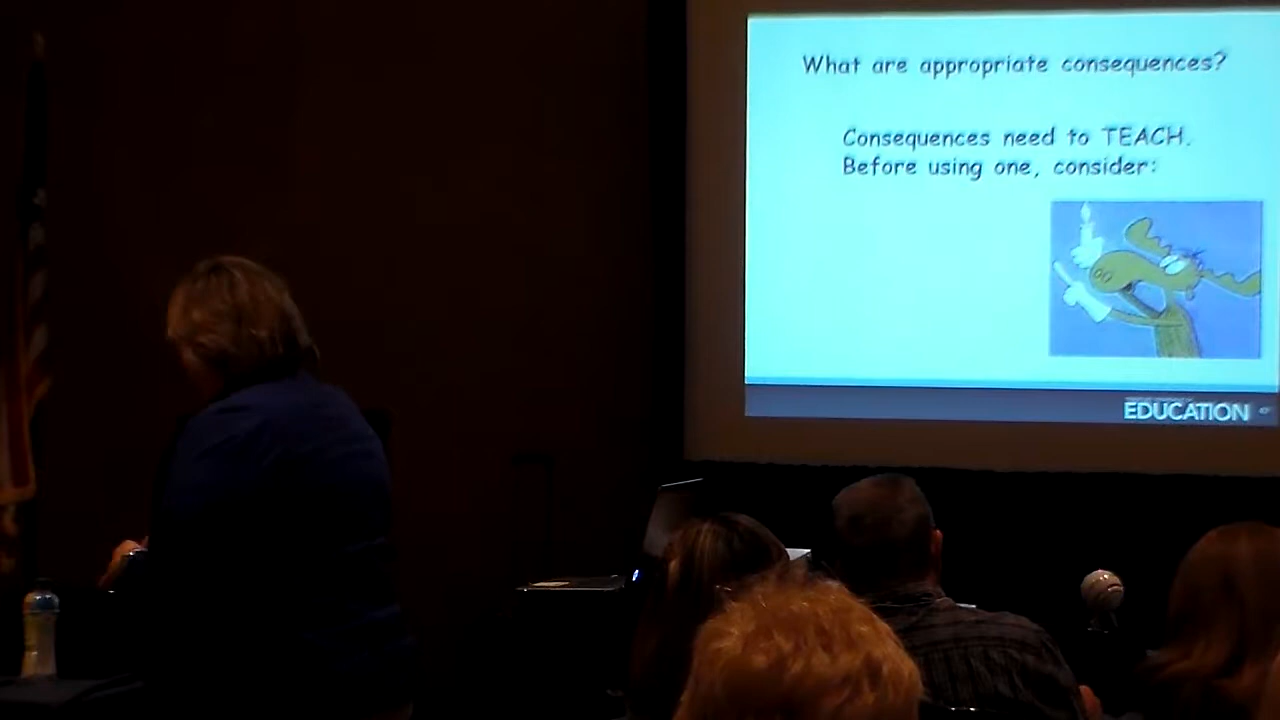 What are appropriate consequences?
Consequences need to TEACH.
Before using one, consider:
EDUCATION